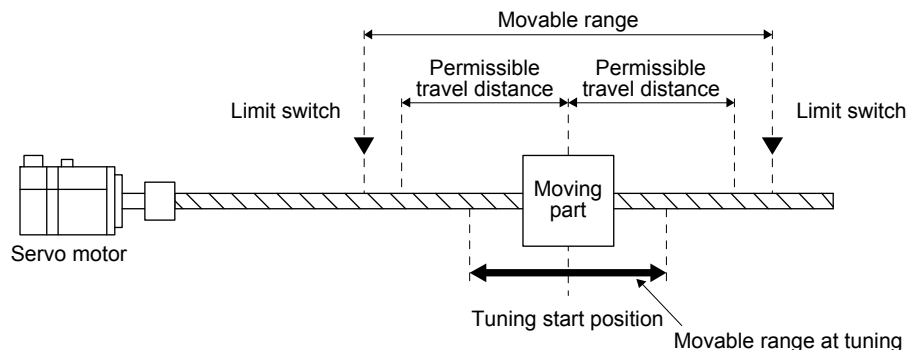 Movable range
Permissible
travel distance
Permissible
travel distance
Limit switch
Limit switch
Moving
part
Servo motor
Tuning start position
Movable range at tuning